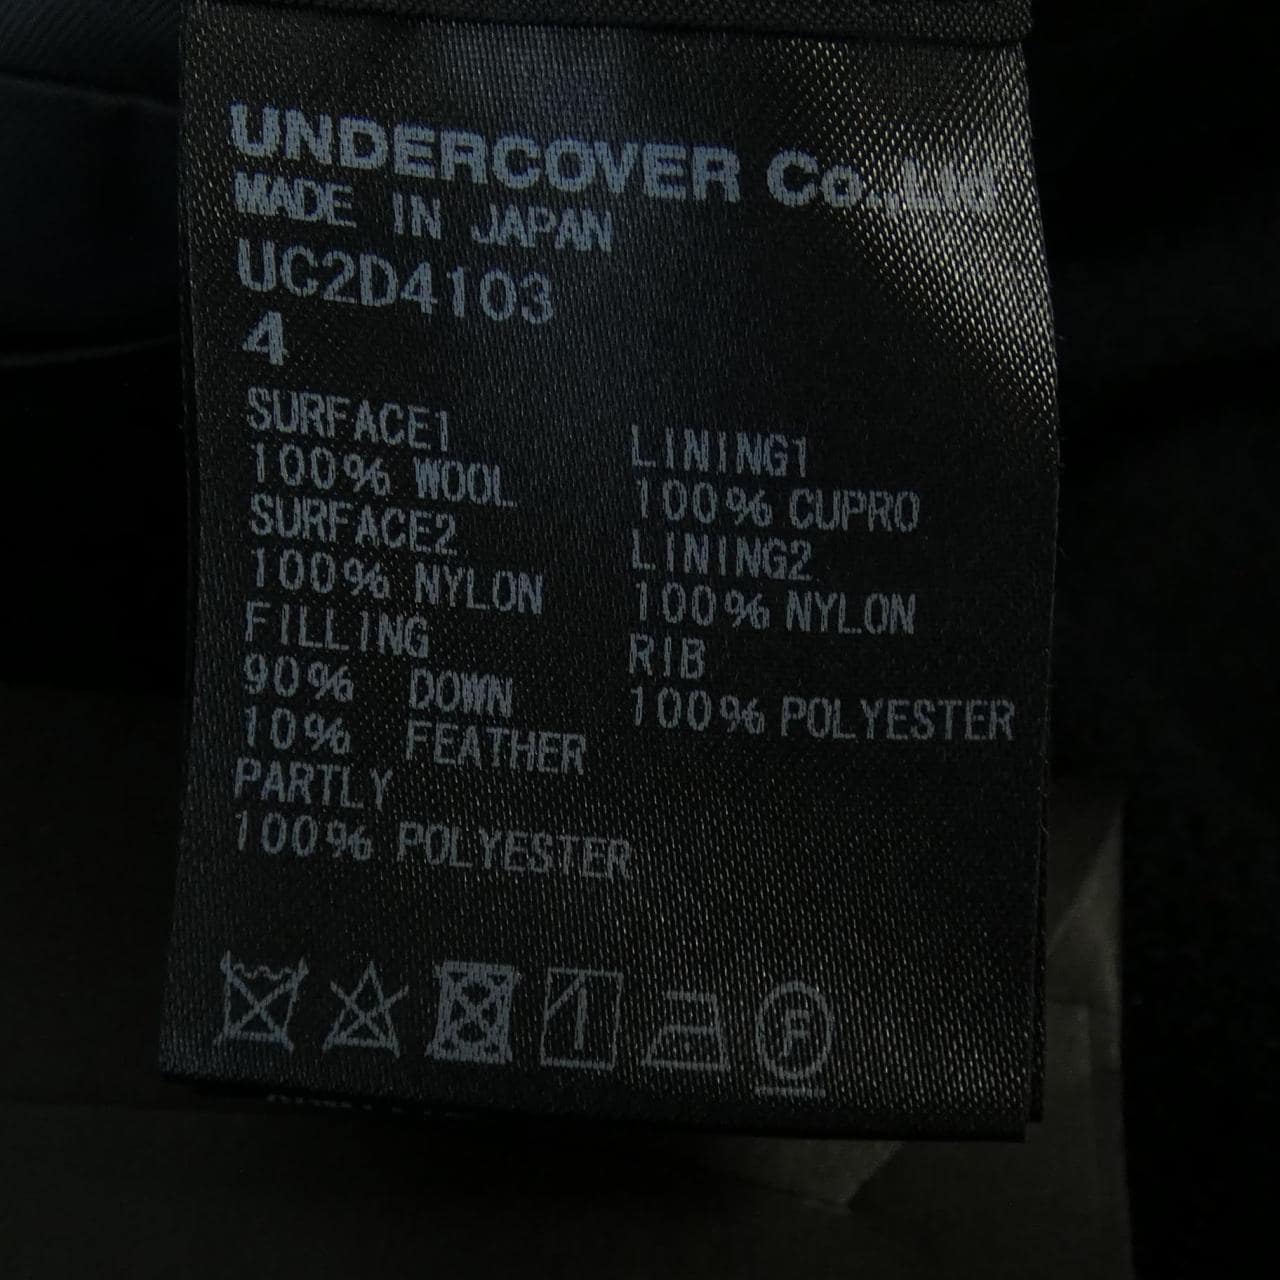 UNDERCOVER Co.,Ltd
MADE IN JAPAN
UC2D4103
4
SURFACE1
100% WOOL
SURFACE2
100% NYLON
FILLING
90% DOWN
10% FEATHER
PARTLY
100% POLYESTER
LINING1
100% CUPRO
LINING2
100% NYLON
RIB
100% POLYESTER
F